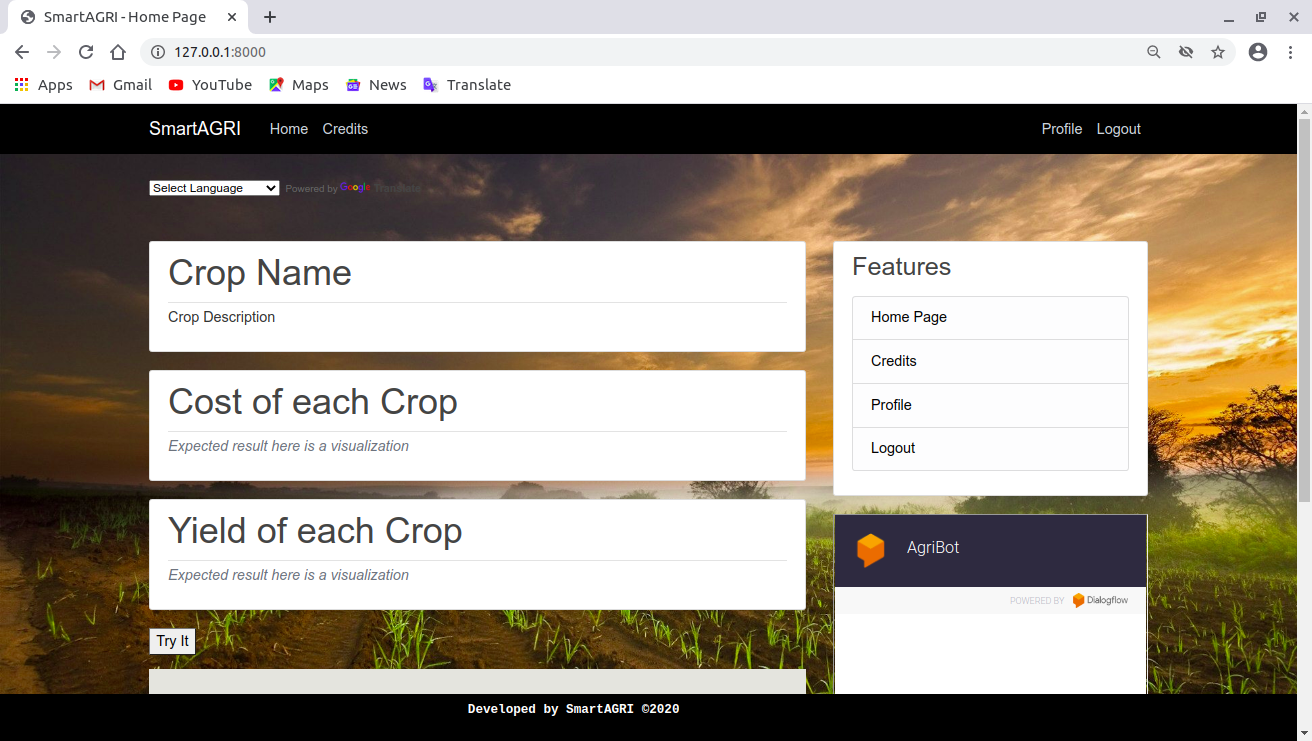 SmartAGRI - Home Page
127.0.0.1:8000
Apps Gmail YouTube Maps News Translate
SmartAGRI Home Credits Profile Logout
Select Language Powered by Google Translate
Crop Name
Crop Description
Cost of each Crop
Expected result here is a visualization
Yield of each Crop
Expected result here is a visualization
Try It
Features
Home Page
Credits
Profile
Logout
AgriBot
POWERED BY Dialogflow
Developed by SmartAGRI ©2020